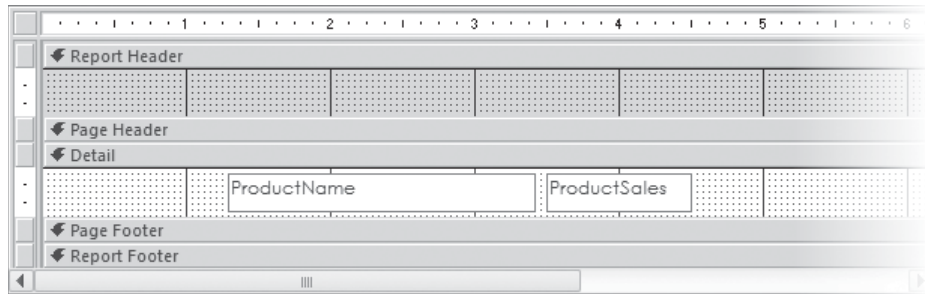 1 2 3 4 5 6
Report Header
Page Header
Detail
ProductName ProductSales
Page Footer
Report Footer